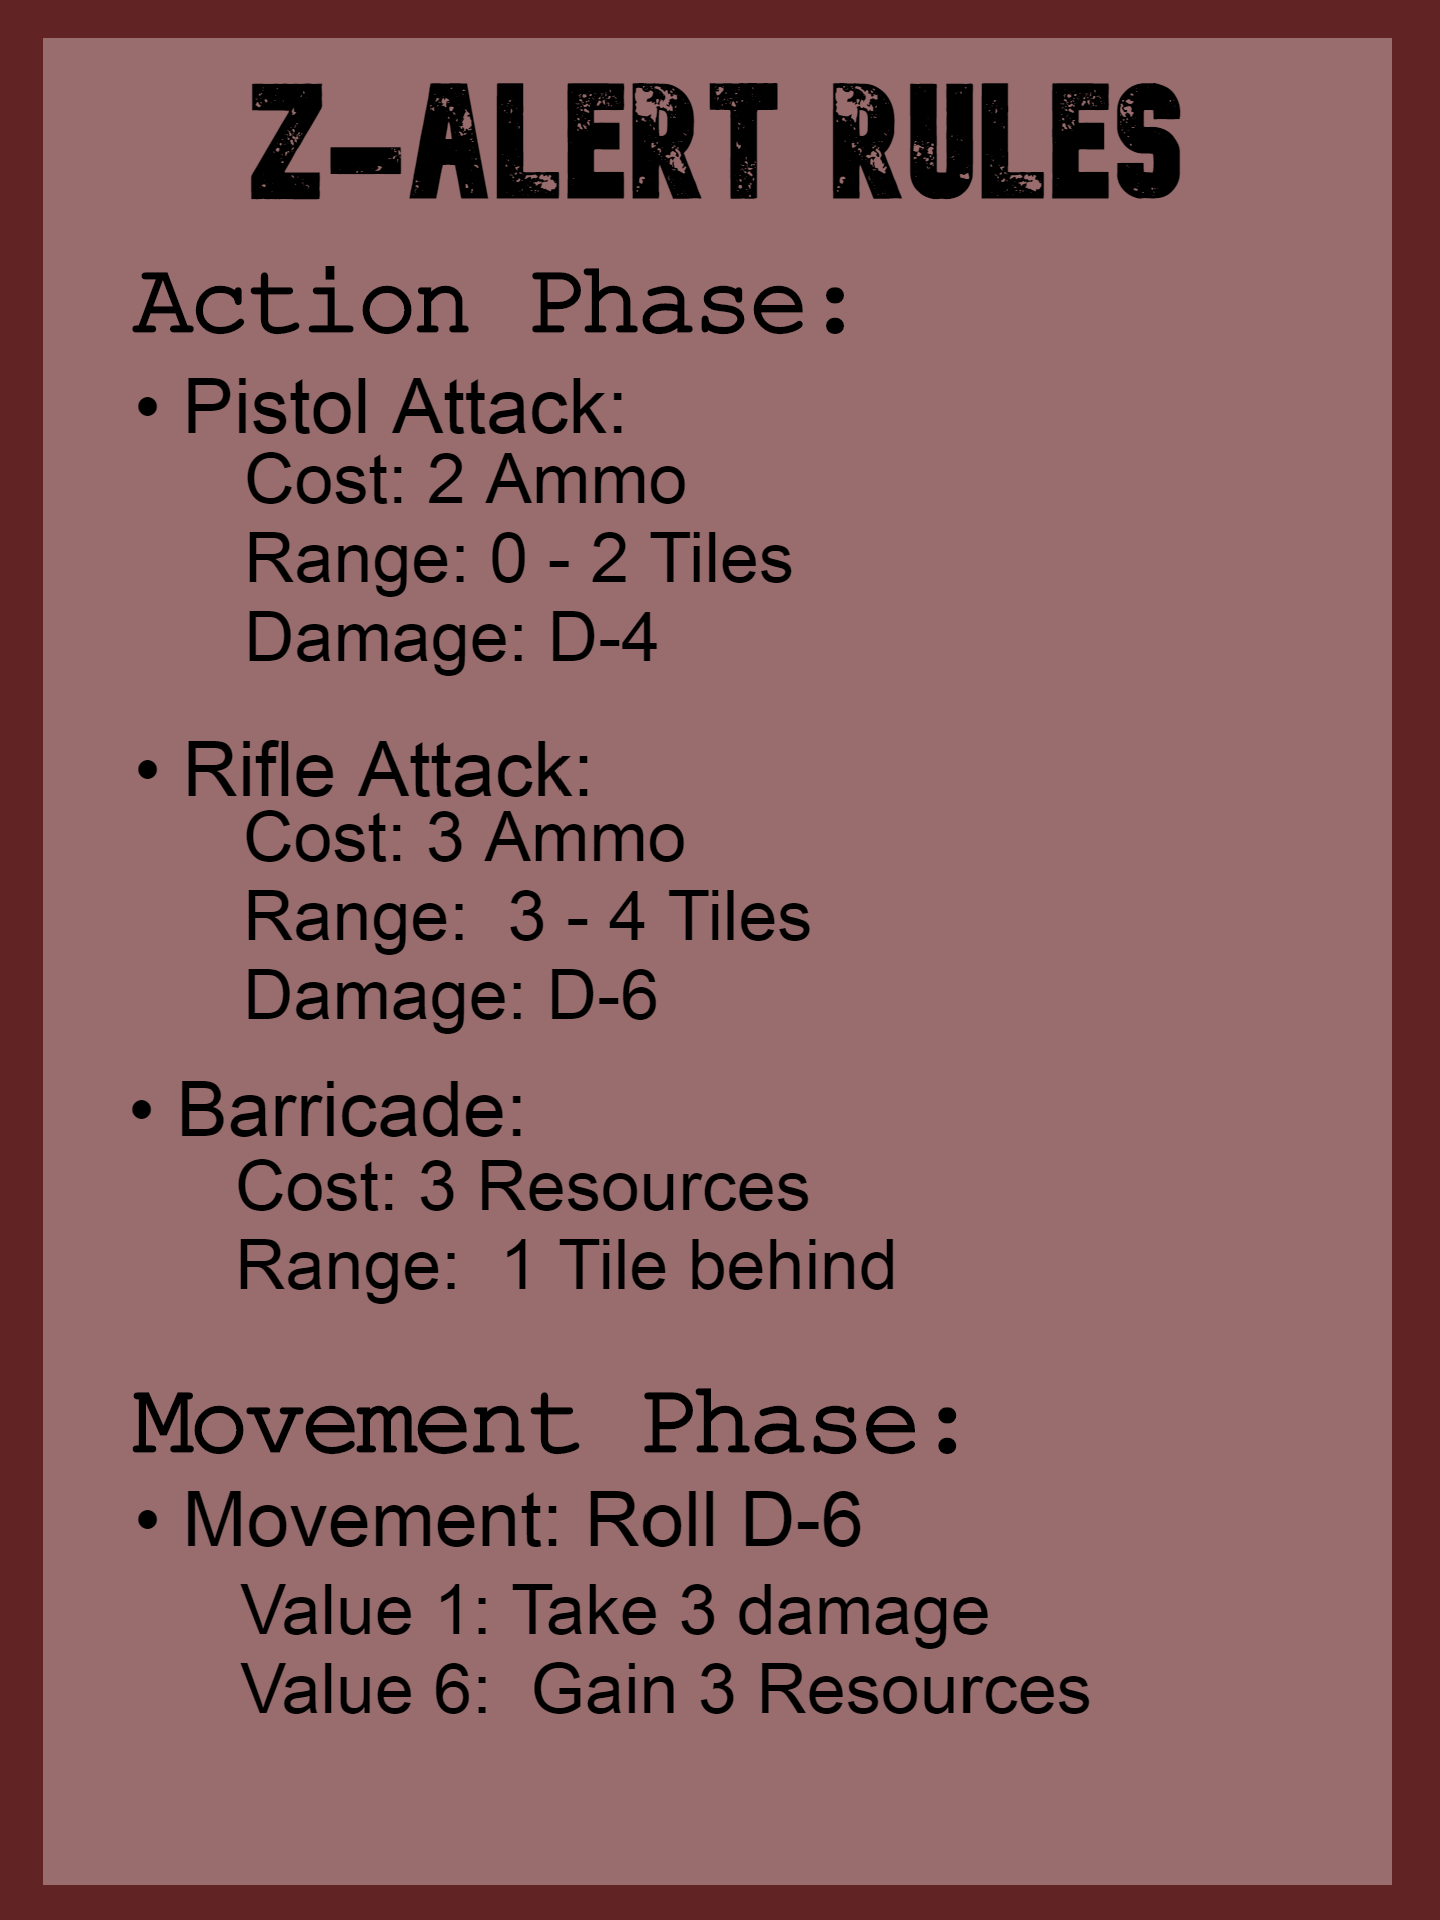 Z-ALERT RULES
Action Phase:
• Pistol Attack:
Cost: 2 Ammo
Range: 0 - 2 Tiles
Damage: D-4
• Rifle Attack:
Cost: 3 Ammo
Range:  3 - 4 Tiles
Damage: D-6
• Barricade:
Cost: 3 Resources
Range:  1 Tile behind
Movement Phase:
• Movement: Roll D-6
Value 1: Take 3 damage
Value 6:  Gain 3 Resources